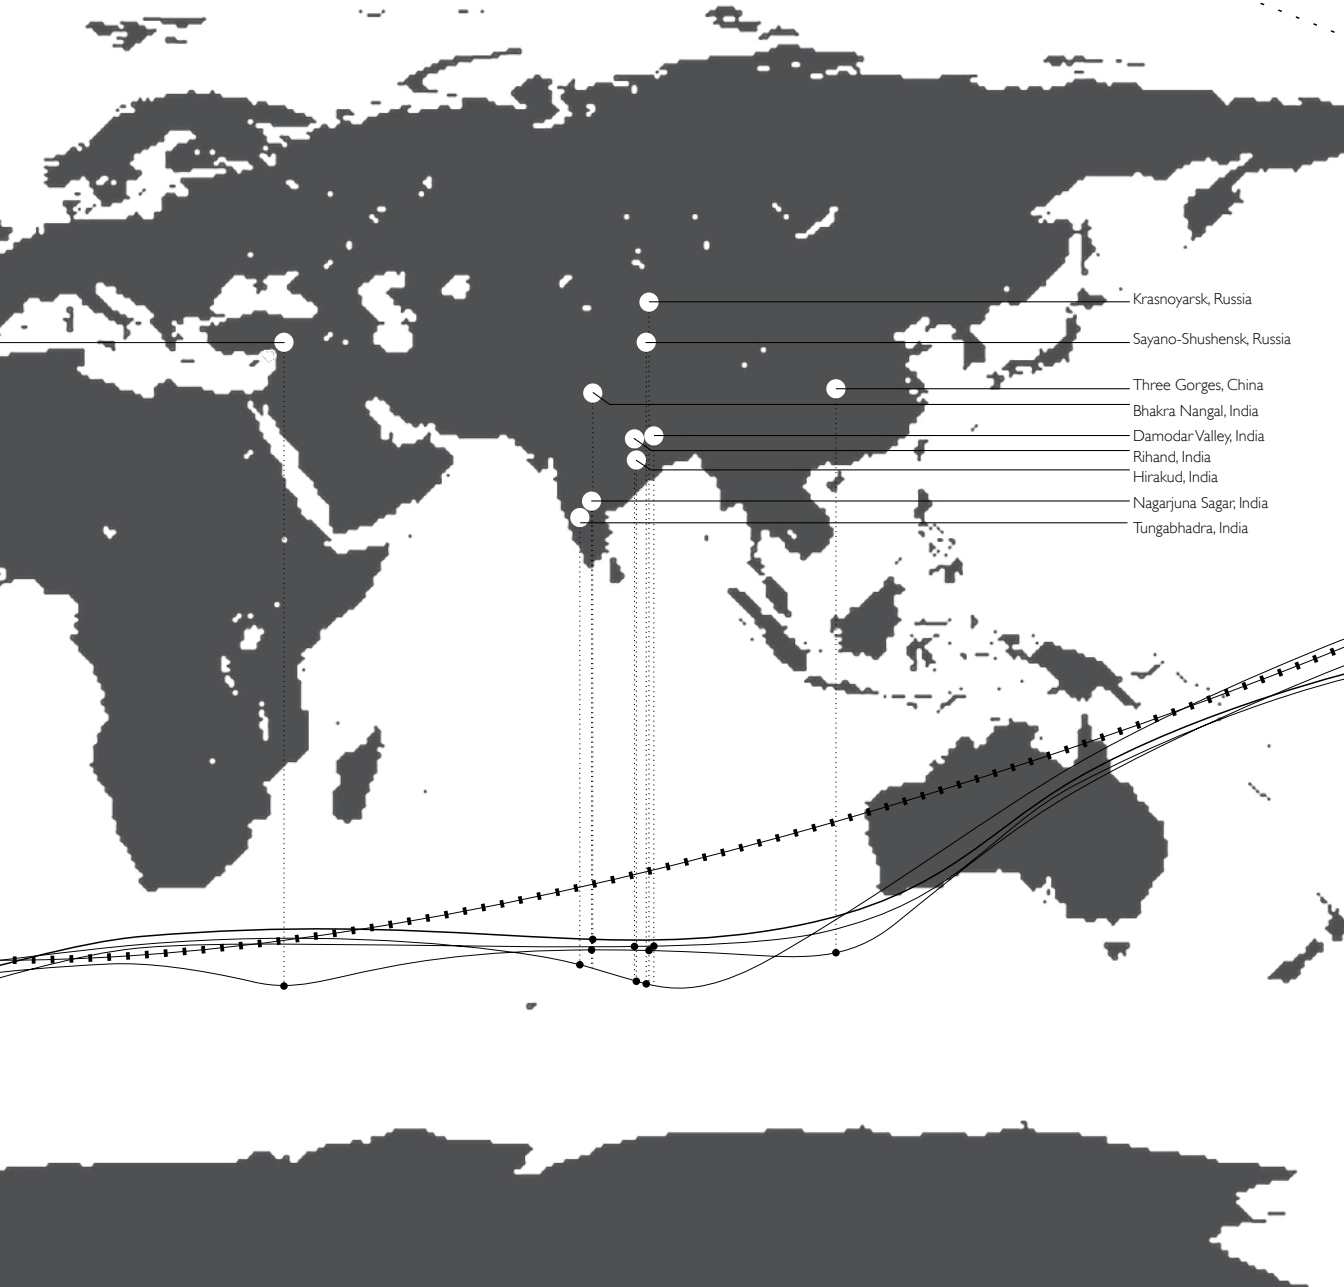 Krasnoyarsk, Russia
Sayano-Shushensk, Russia
Three Gorges, China
Bhakra Nangal, India
Damodar Valley, India
Rihand, India
Hirakud, India
Nagarjuna Sagar, India
Tungabhadra, India